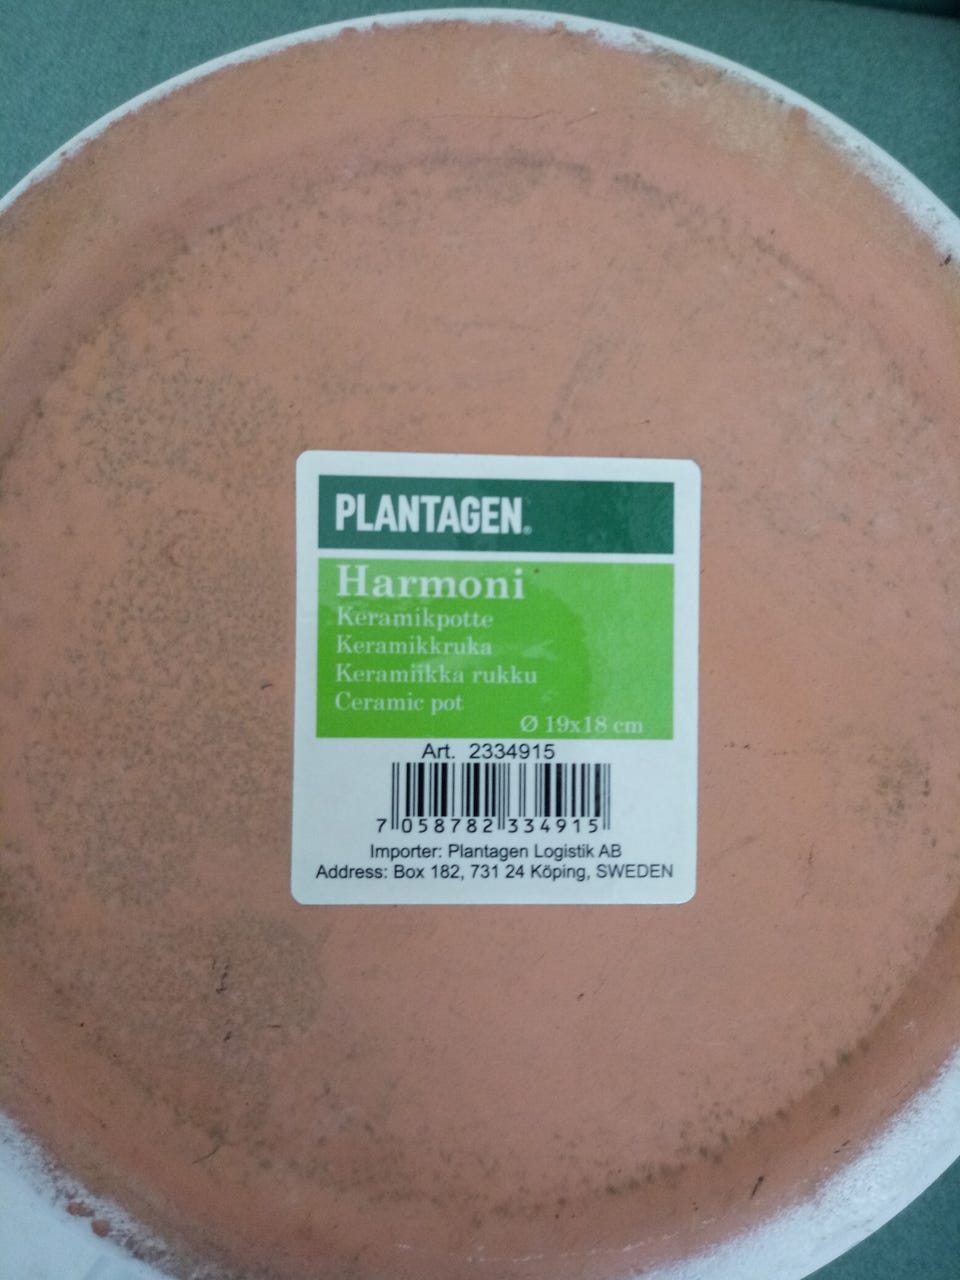 PLANTAGEN®
Harmoni
Keramikpotte
Keramikkruka
Keramiikka rukku
Ceramic pot
Ø 19x18 cm
Art. 2334915
7 058782 334915
Importer: Plantagen Logistik AB
Address: Box 182, 731 24 Köping, SWEDEN